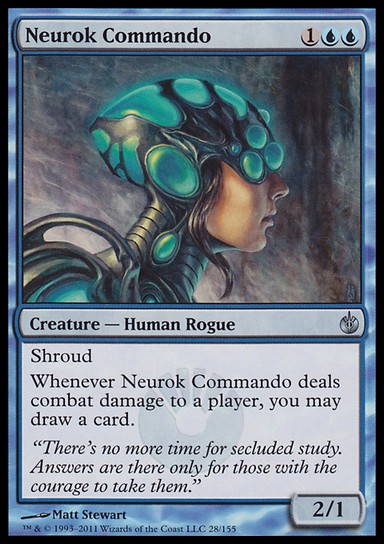 Neurok Commando 1
Creature — Human Rogue
Shroud
Whenever Neurok Commando deals
combat damage to a player, you may
draw a card.
“There’s no more time for secluded study.
Answers are there only for those with the
courage to take them.”
Matt Stewart
™ & © 1993–2011 Wizards of the Coast LLC 28/155
2/1